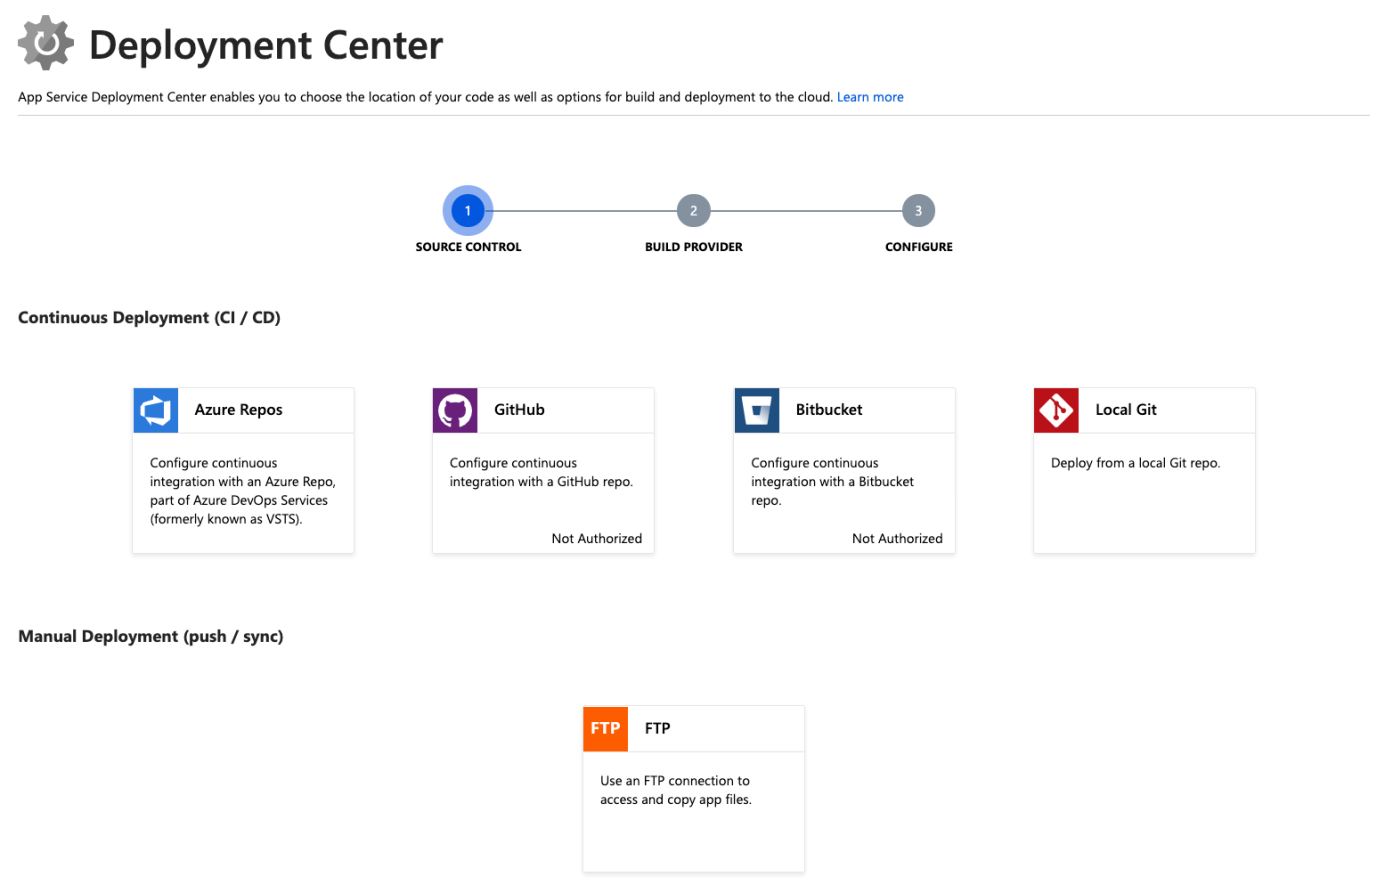 Deployment Center
App Service Deployment Center enables you to choose the location of your code as well as options for build and deployment to the cloud. Learn more
1
2
3
SOURCE CONTROL
BUILD PROVIDER
CONFIGURE
Continuous Deployment (CI / CD)
Azure Repos
Configure continuous
integration with an Azure Repo,
part of Azure DevOps Services
(formerly known as VSTS).
GitHub
Configure continuous
integration with a GitHub repo.
Not Authorized
Bitbucket
Configure continuous
integration with a Bitbucket
repo.
Not Authorized
Local Git
Deploy from a local Git repo.
Manual Deployment (push / sync)
FTP
FTP
Use an FTP connection to
access and copy app files.